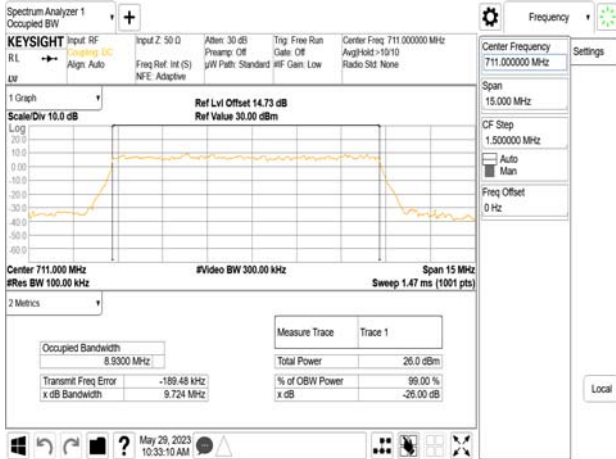 Spectrum Analyzer 1
Occupied BW
+
Frequency
KEYSIGHT
RL
Input: RF
Coupling: DC
Align: Auto
Input Z: 50 Ω
Freq Ref: Int (S)
NFE: Adaptive
Atten: 30 dB
Preamp: Off
µW Path: Standard
Trig: Free Run
Gate: Off
#IF Gain: Low
Center Freq: 711.000000 MHz
Avg|Hold:>10/10
Radio Std: None
1 Graph
Scale/Div 10.0 dB
Ref Lvl Offset 14.73 dB
Ref Value 30.00 dBm
Log
20.0
10.0
0.00
-10.0
-20.0
-30.0
-40.0
-50.0
-60.0
Center 711.000 MHz
#Res BW 100.00 kHz
#Video BW 300.00 kHz
Span 15 MHz
Sweep 1.47 ms (1001 pts)
2 Metrics
Measure Trace Trace 1
Occupied Bandwidth
8.9300 MHz
Total Power 26.0 dBm
Transmit Freq Error -189.48 kHz
% of OBW Power 99.00 %
x dB Bandwidth 9.724 MHz
x dB -26.00 dB
Center Frequency
711.000000 MHz
Settings
Span
15.000 MHz
CF Step
1.500000 MHz
Auto
Man
Freq Offset
0 Hz
Local
?
May 29, 2023
10:33:10 AM